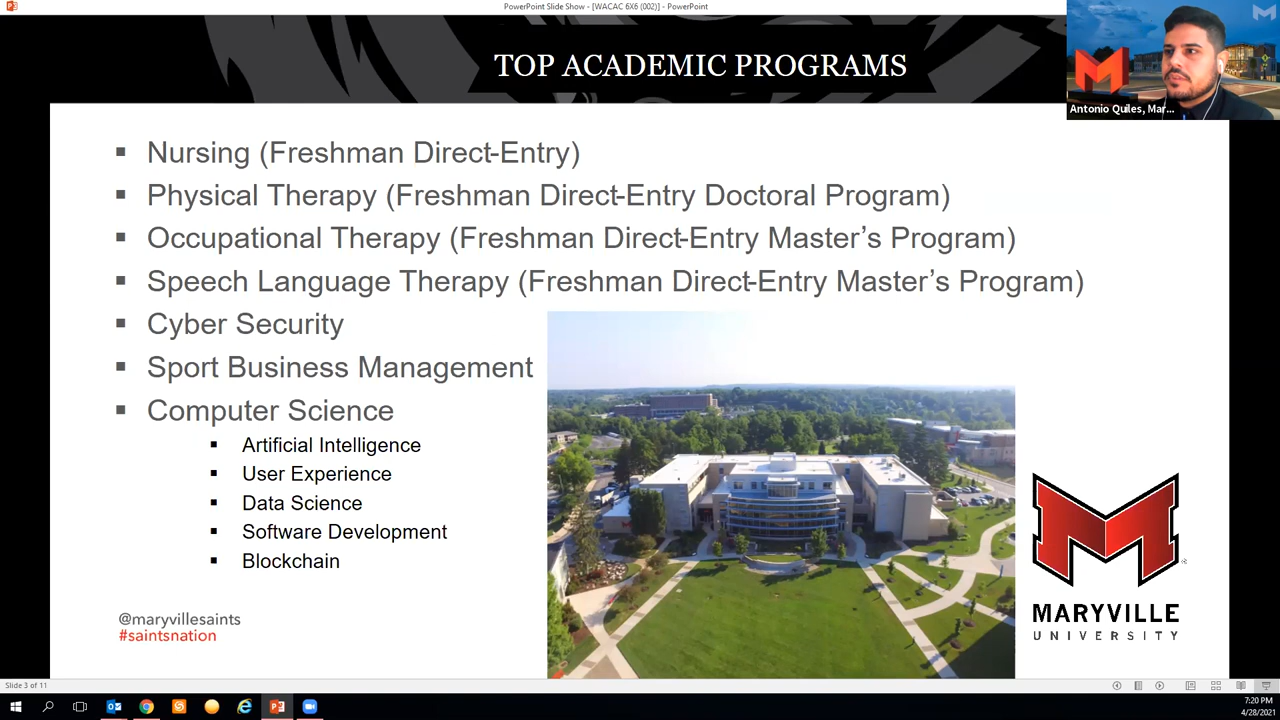 PowerPoint Slide Show - [WACAC 6X6 (002)] - PowerPoint
TOP ACADEMIC PROGRAMS
Antonio Quiles, Mar...
▪ Nursing (Freshman Direct-Entry)
▪ Physical Therapy (Freshman Direct-Entry Doctoral Program)
▪ Occupational Therapy (Freshman Direct-Entry Master's Program)
▪ Speech Language Therapy (Freshman Direct-Entry Master's Program)
▪ Cyber Security
▪ Sport Business Management
▪ Computer Science
▪ Artificial Intelligence
▪ User Experience
▪ Data Science
▪ Software Development
▪ Blockchain
@maryvillesaints
#saintsnation
M
MARYVILLE
UNIVERSITY
Slide 3 of 11
7:20 PM
4/28/2021